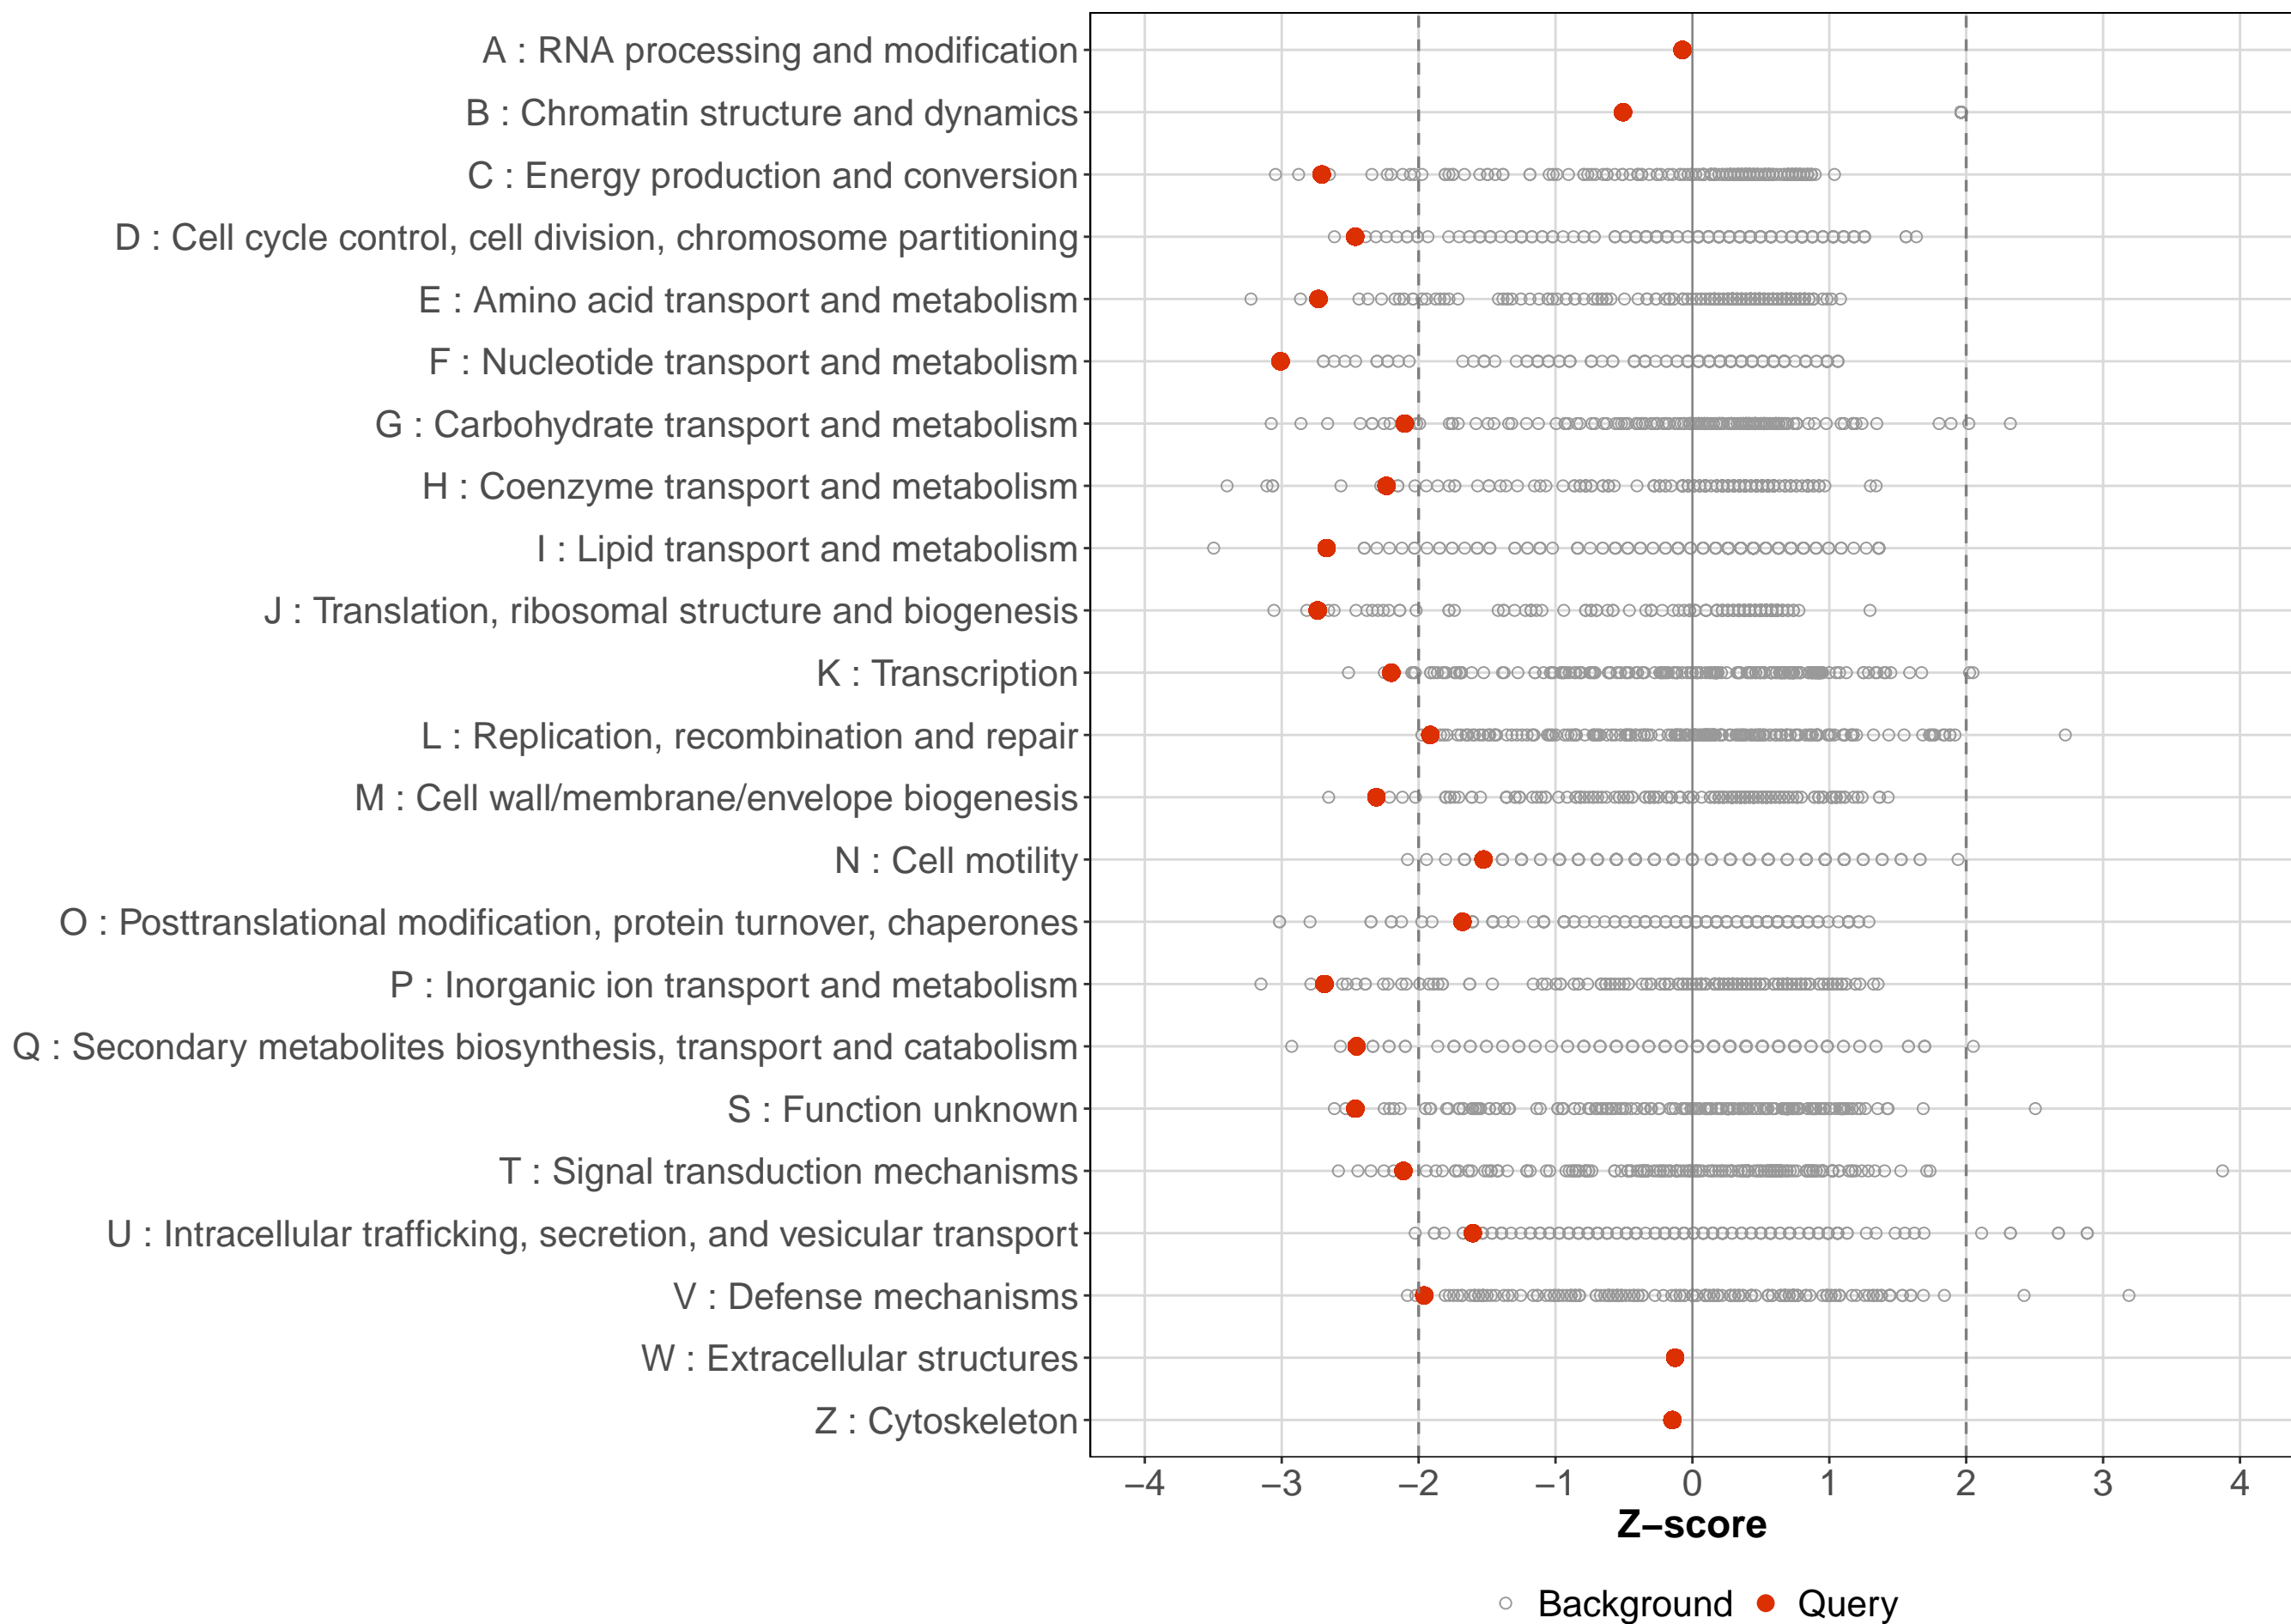 A : RNA processing and modification
B : Chromatin structure and dynamics
C : Energy production and conversion
D : Cell cycle control, cell division, chromosome partitioning
E : Amino acid transport and metabolism
F : Nucleotide transport and metabolism
G : Carbohydrate transport and metabolism
H : Coenzyme transport and metabolism
I : Lipid transport and metabolism
J : Translation, ribosomal structure and biogenesis
K : Transcription
L : Replication, recombination and repair
M : Cell wall/membrane/envelope biogenesis
N : Cell motility
O : Posttranslational modification, protein turnover, chaperones
P : Inorganic ion transport and metabolism
Q : Secondary metabolites biosynthesis, transport and catabolism
S : Function unknown
T : Signal transduction mechanisms
U : Intracellular trafficking, secretion, and vesicular transport
V : Defense mechanisms
W : Extracellular structures
Z : Cytoskeleton
−4 −3 −2 −1 0 1 2 3 4
Z−score
Background Query